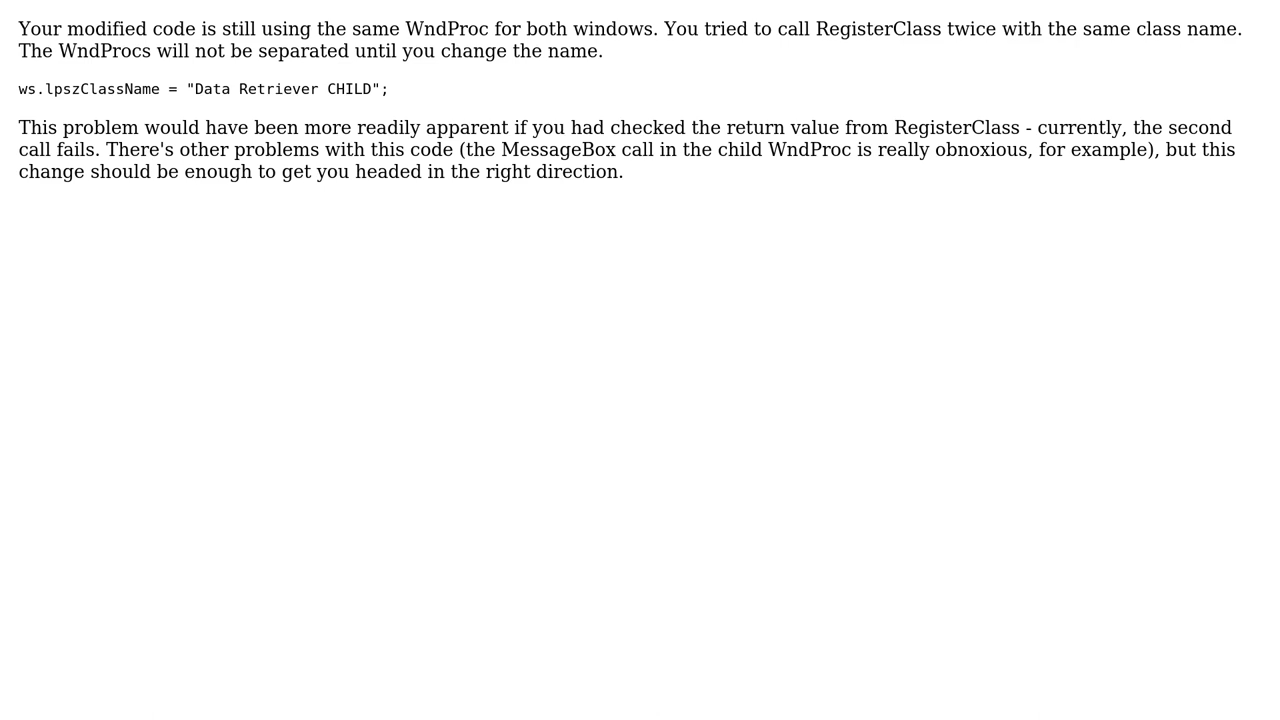 Your modified code is still using the same WndProc for both windows. You tried to call RegisterClass twice with the same class name.
The WndProcs will not be separated until you change the name.
ws.lpszClassName = "Data Retriever CHILD";
This problem would have been more readily apparent if you had checked the return value from RegisterClass - currently, the second
call fails. There's other problems with this code (the MessageBox call in the child WndProc is really obnoxious, for example), but this
change should be enough to get you headed in the right direction.